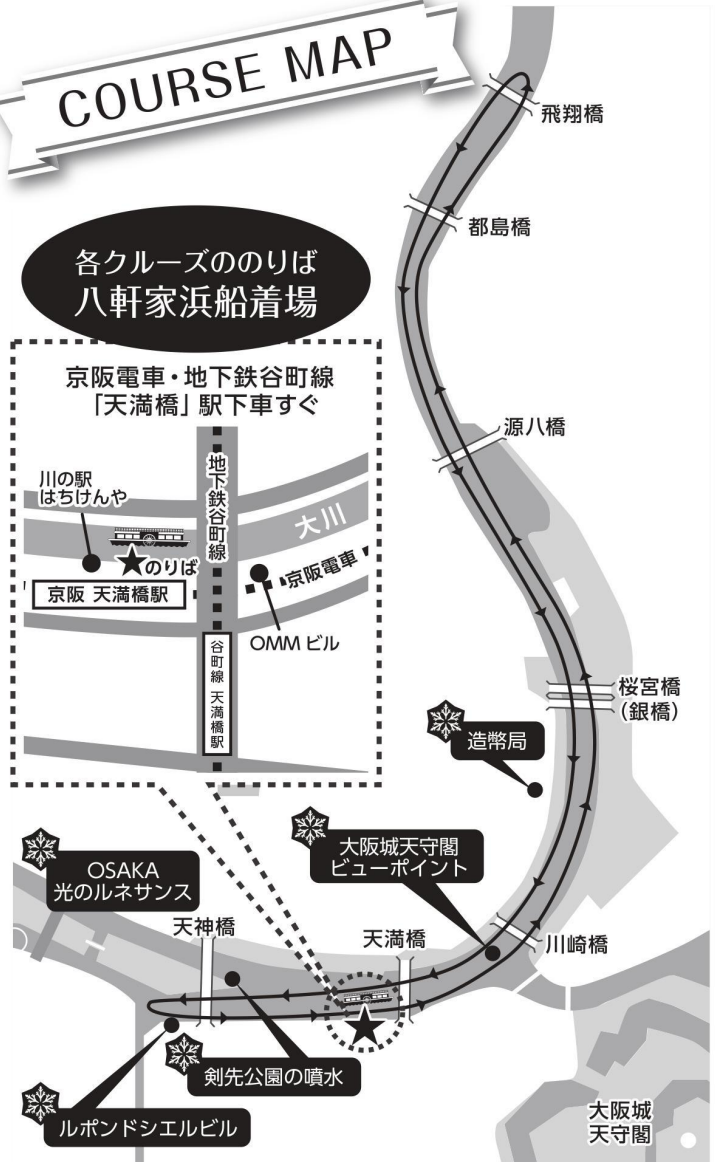 COURSE MAP
飛翔橋
都島橋
各クルーズののりば
八軒家浜船着場
京阪電車・地下鉄谷町線
「天満橋」駅下車すぐ
源八橋
川の駅
はちけんや
地下鉄谷町線
大川
のりば
京阪電車
京阪 天満橋駅
OMM ビル
谷町線 天満橋駅
桜宮橋
(銀橋)
造幣局
大阪城天守閣
ビューポイント
OSAKA
光のルネサンス
天神橋
天満橋
川崎橋
剣先公園の噴水
ルポンドシエルビル
大阪城
天守閣